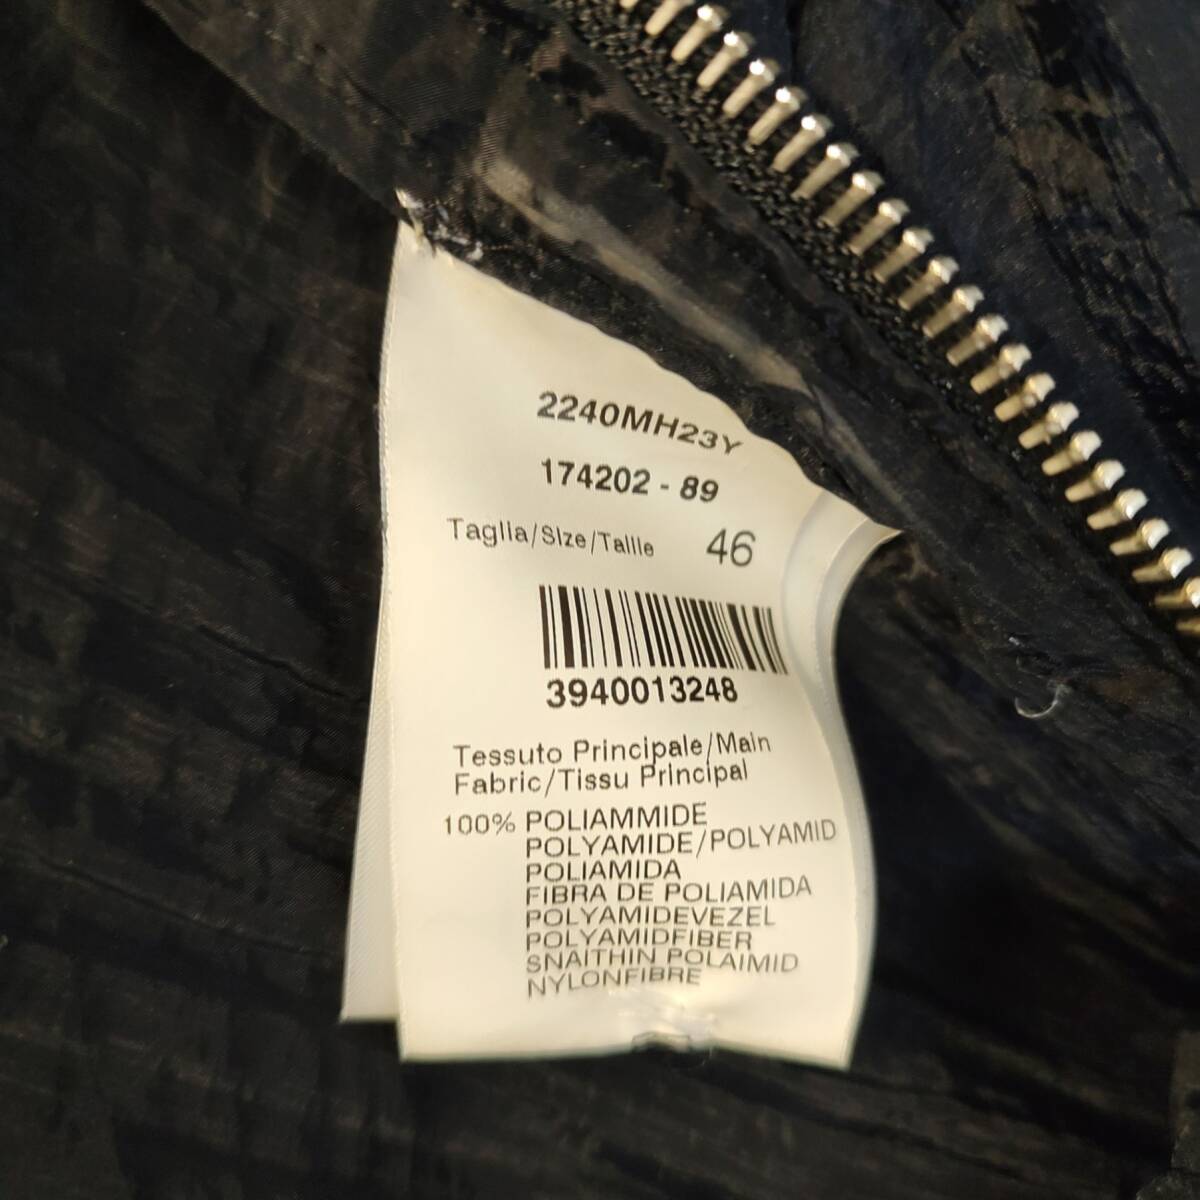 2240MH23Y
174202 - 89
Taglia/Size/Taille 46
3940013248
Tessuto Principale/Main
Fabric/Tissu Principal
100% POLIAMMIDE
POLYAMIDE/POLYAMID
POLIAMIDA
FIBRA DE POLIAMIDA
POLYAMIDEVEZEL
POLYAMIDFIBER
SNAITHIN POLAIMID
NYLONFIBRE